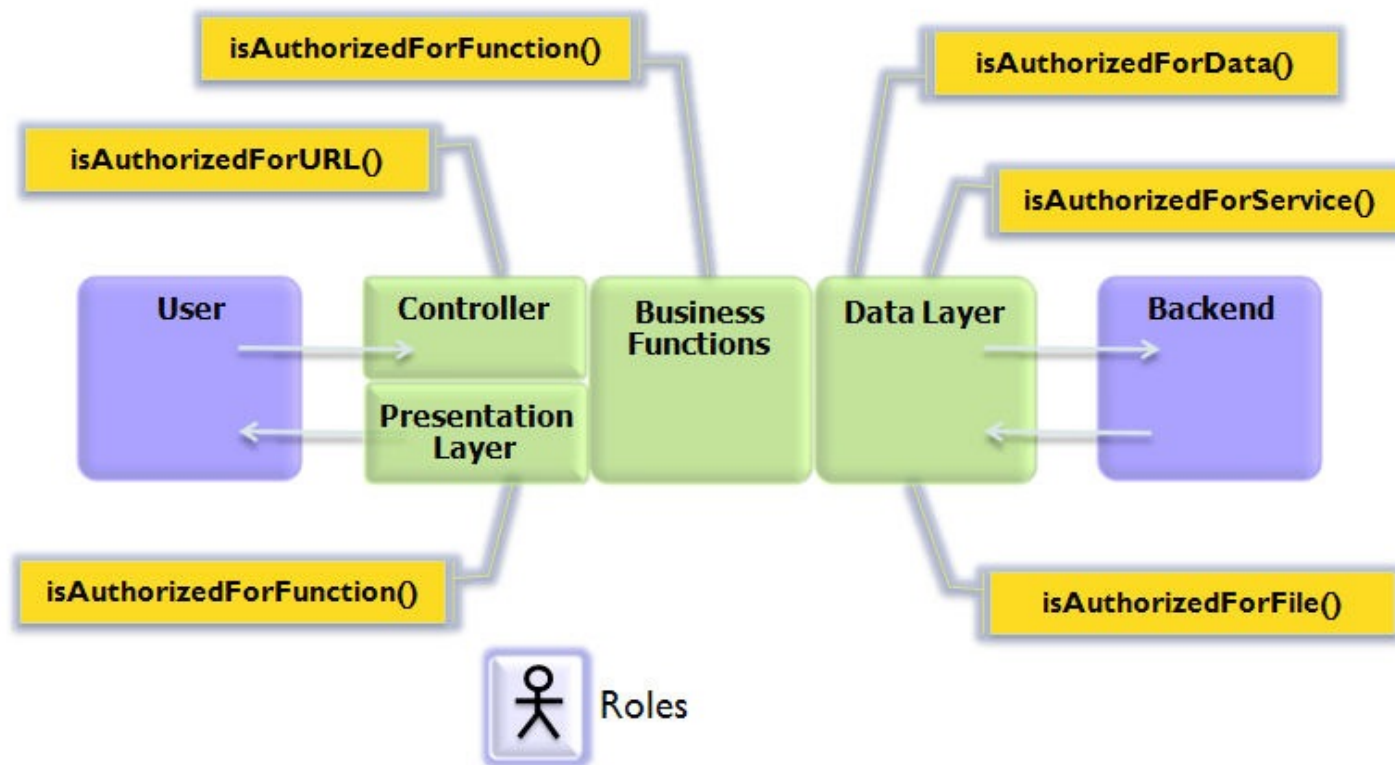 isAuthorizedForFunction()
isAuthorizedForData()
isAuthorizedForURL()
isAuthorizedForService()
User
Controller
Business
Functions
Data Layer
Backend
Presentation
Layer
isAuthorizedForFunction()
isAuthorizedForFile()
Roles